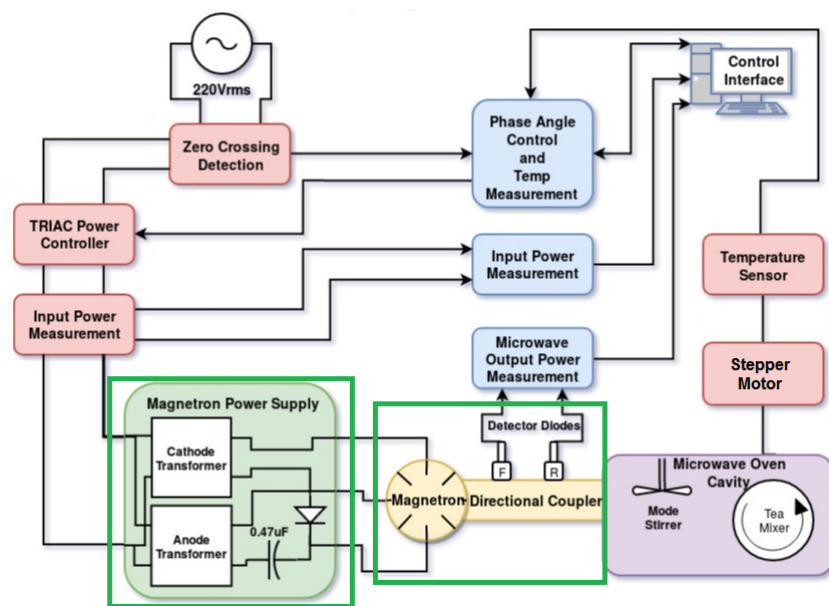 220Vrms
Control
Interface
Zero Crossing
Detection
Phase Angle
Control
and
Temp
Measurement
TRIAC Power
Controller
Input Power
Measurement
Temperature
Sensor
Input Power
Measurement
Microwave
Output Power
Measurement
Stepper
Motor
Magnetron Power Supply
Detector Diodes
Cathode
Transformer
F
R
Microwave Oven
Cavity
Magnetron
Directional Coupler
Mode
Stirrer
Tea
Mixer
Anode
Transformer
0.47uF